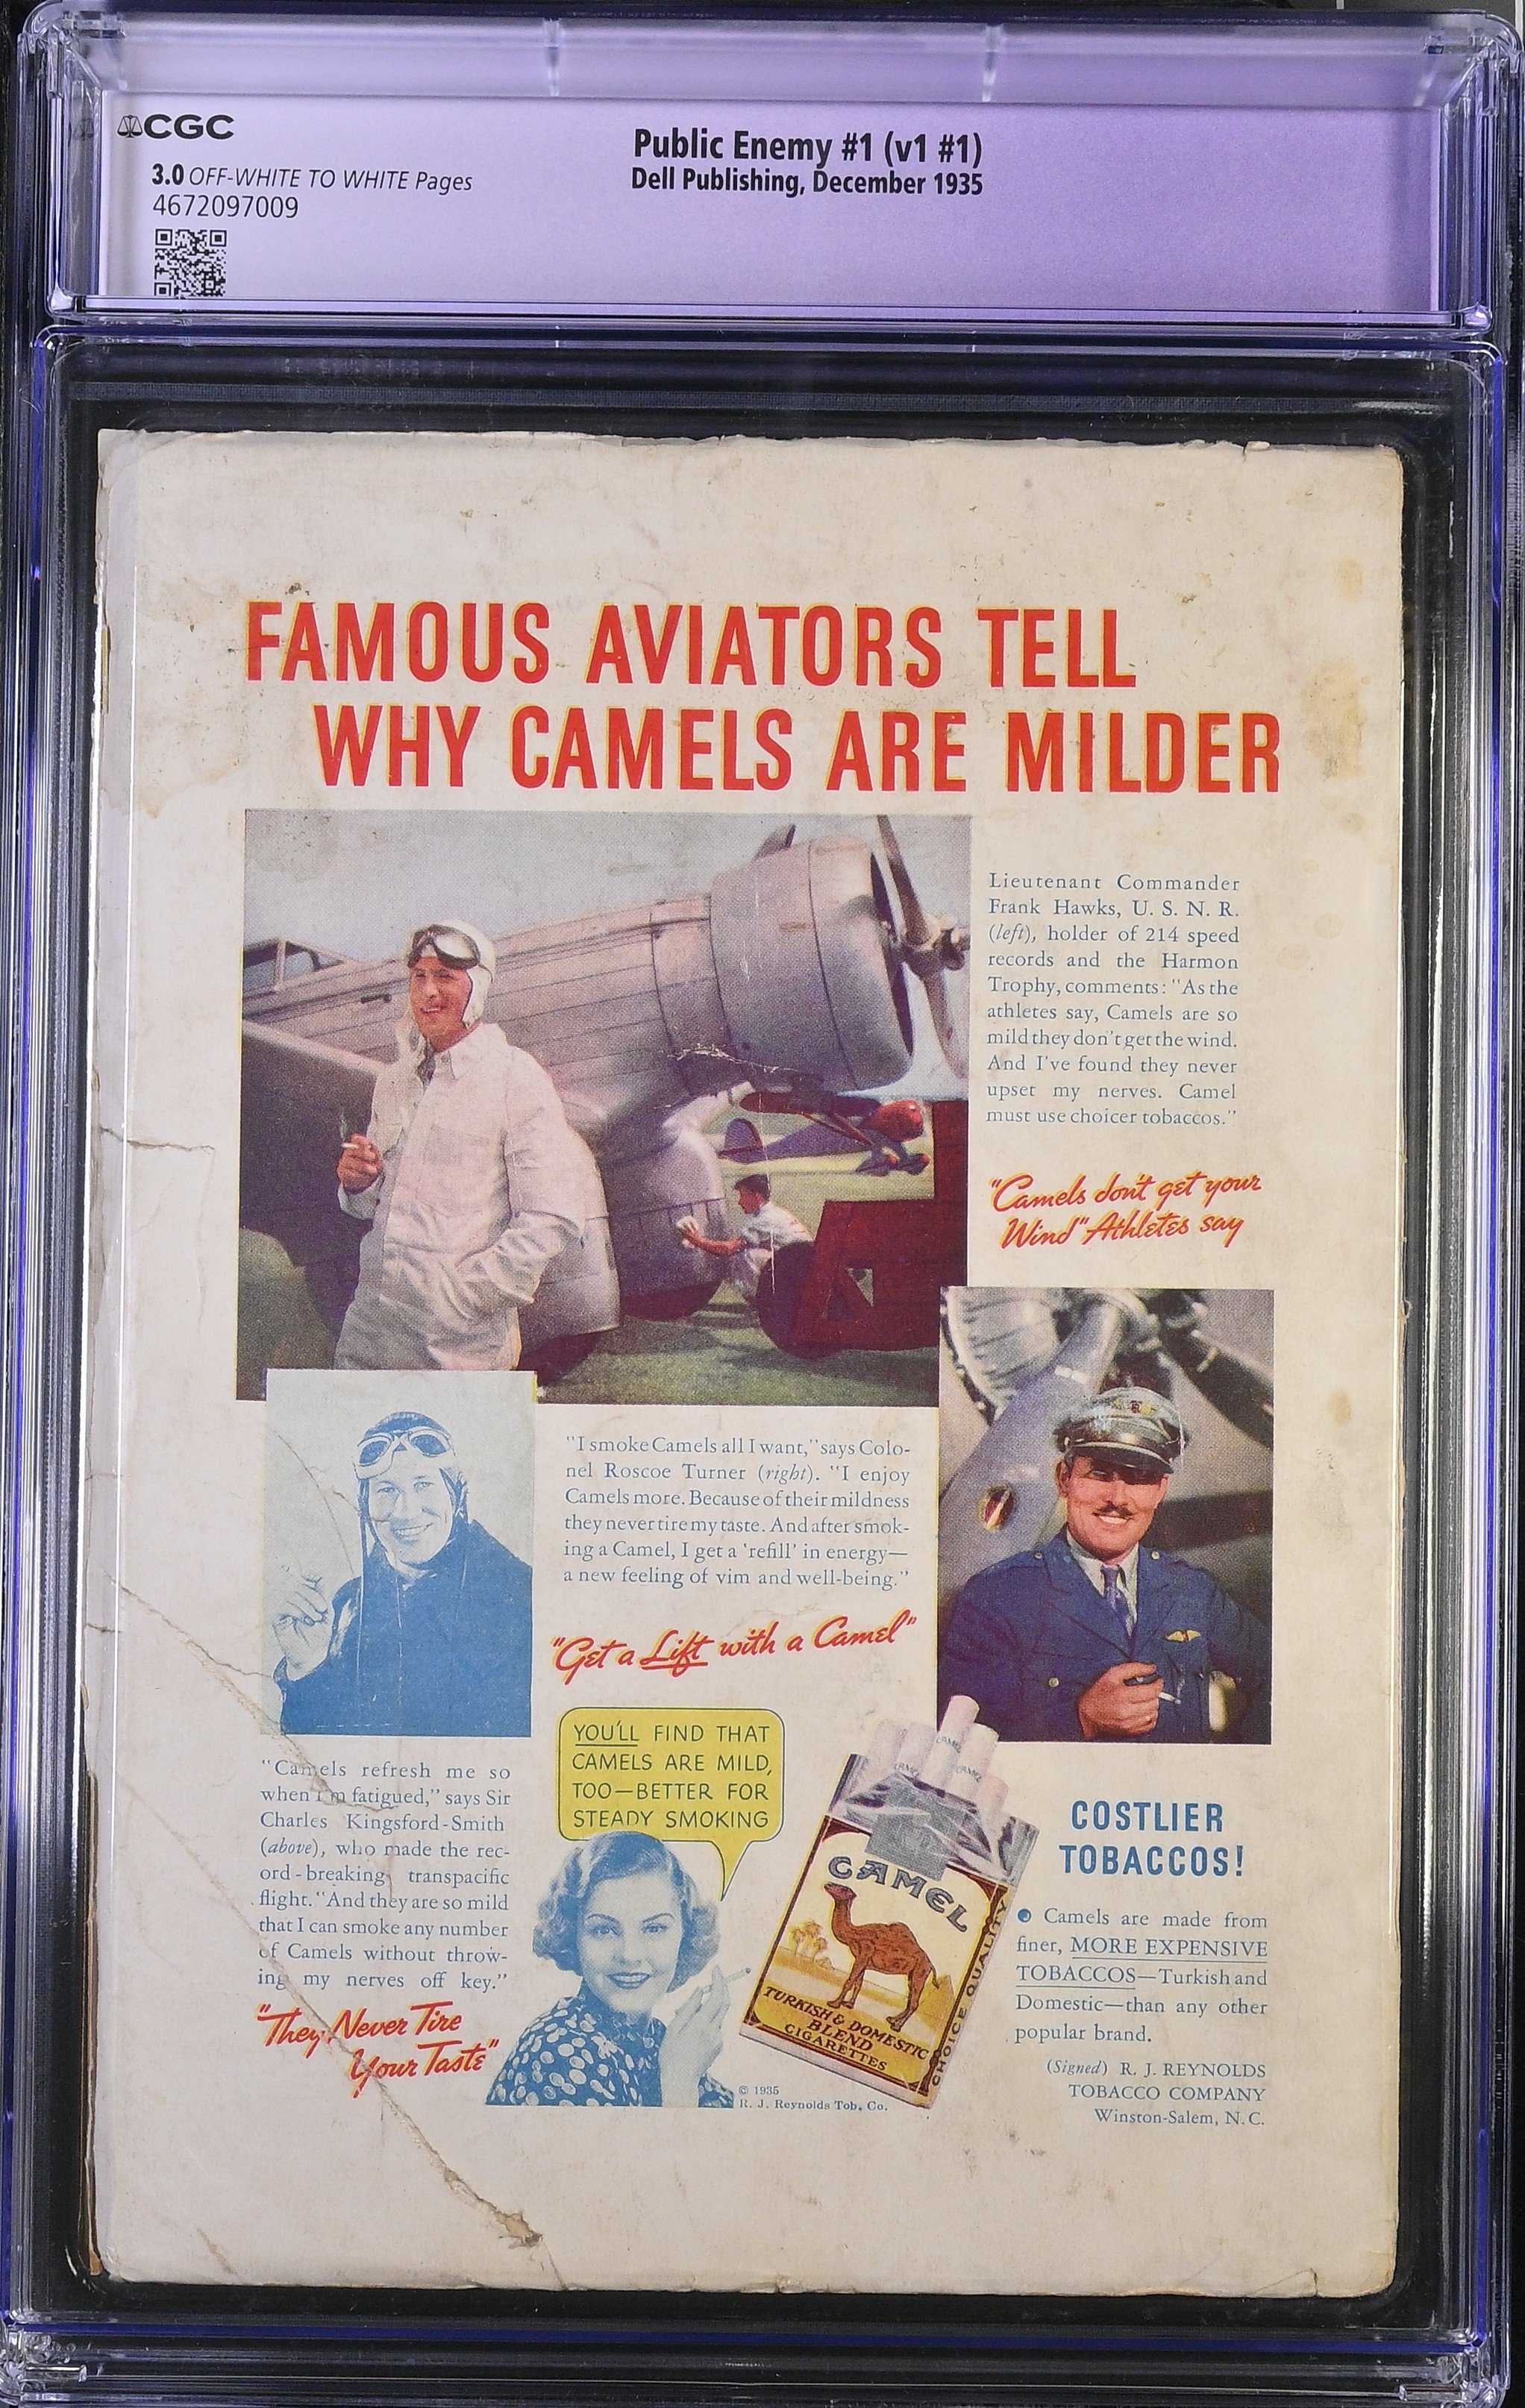 CGC
3.0 OFF-WHITE TO WHITE Pages
4672097009
Public Enemy #1 (v1 #1)
Dell Publishing, December 1935
FAMOUS AVIATORS TELL
WHY CAMELS ARE MILDER
Lieutenant Commander
Frank Hawks, U. S. N. R.
(left), holder of 214 speed
records and the Harmon
Trophy, comments: "As the
athletes say, Camels are so
mild they don't get the wind.
And I've found they never
upset my nerves. Camel
must use choicer tobaccos."
"Camels don't get your
Wind" Athletes say
"I smoke Camels all I want," says Colo-
nel Roscoe Turner (right). "I enjoy
Camels more. Because of their mildness
they never tire my taste. And after smok-
ing a Camel, I get a 'refill' in energy—
a new feeling of vim and well-being."
"Get a Lift with a Camel"
"Camels refresh me so
when I'm fatigued," says Sir
Charles Kingsford-Smith
(above), who made the rec-
ord-breaking transpacific
flight. "And they are so mild
that I can smoke any number
of Camels without throw-
ing my nerves off key."
"They Never Tire
Your Taste"
YOU'LL FIND THAT
CAMELS ARE MILD,
TOO—BETTER FOR
STEADY SMOKING
CAMEL
CAMEL
CAMEL
CAMEL
TURKISH & DOMESTIC
BLEND
CIGARETTES
CHOICE QUALITY
© 1935
R. J. Reynolds Tob. Co.
COSTLIER
TOBACCOS!
Camels are made from
finer, MORE EXPENSIVE
TOBACCOS—Turkish and
Domestic—than any other
popular brand.
(Signed) R. J. REYNOLDS
TOBACCO COMPANY
Winston-Salem, N. C.